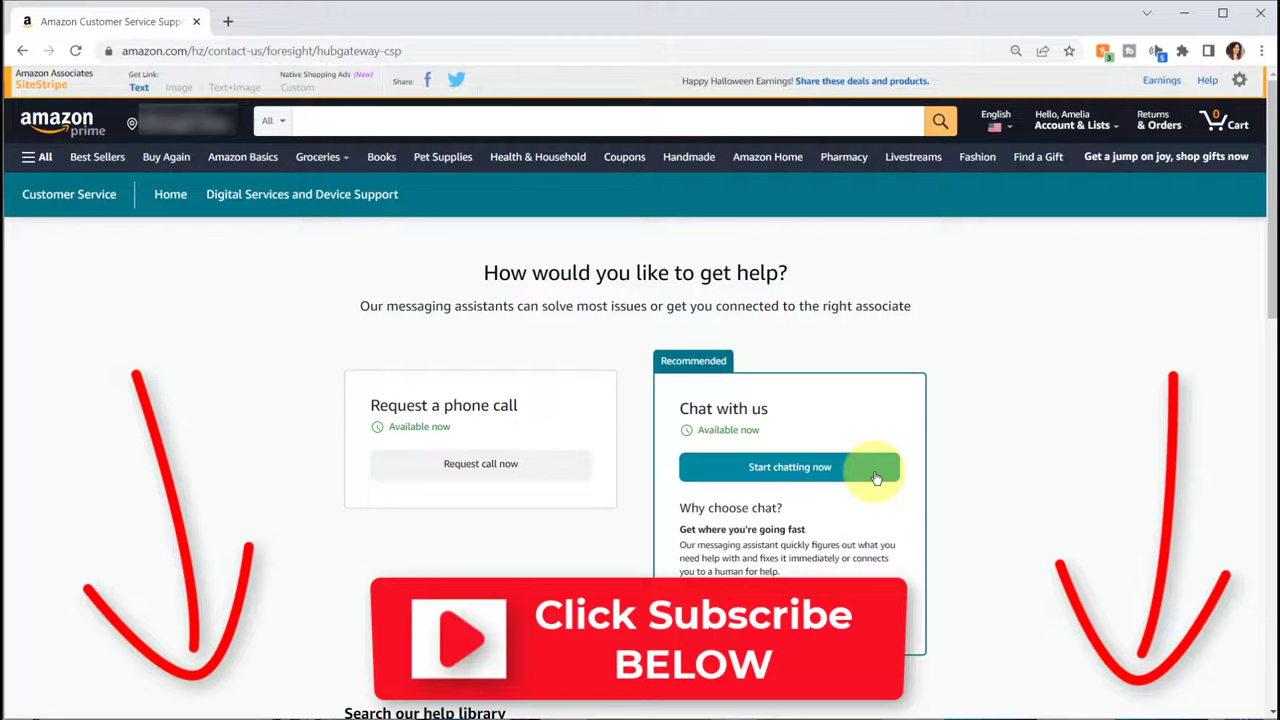 Amazon Customer Service Supp
amazon.com/hz/contact-us/foresight/hubgateway-csp
3
5
Amazon Associates
SiteStripe
Get Link:
Text Image Text+Image
Native Shopping Ads (New)
Custom
Share:
Happy Halloween Earnings! Share these deals and products.
Earnings Help
amazon
prime
All
English
Hello, Amelia
Account & Lists
Returns
& Orders
0
Cart
All Best Sellers Buy Again Amazon Basics Groceries Books Pet Supplies Health & Household Coupons Handmade Amazon Home Pharmacy Livestreams Fashion Find a Gift Get a jump on joy, shop gifts now
Customer Service Home Digital Services and Device Support
How would you like to get help?
Our messaging assistants can solve most issues or get you connected to the right associate
Request a phone call
Available now
Request call now
Recommended
Chat with us
Available now
Start chatting now
Why choose chat?
Get where you're going fast
Our messaging assistant quickly figures out what you
need help with and fixes it immediately or connects
you to a human for help.
Click Subscribe
BELOW
Search our help library